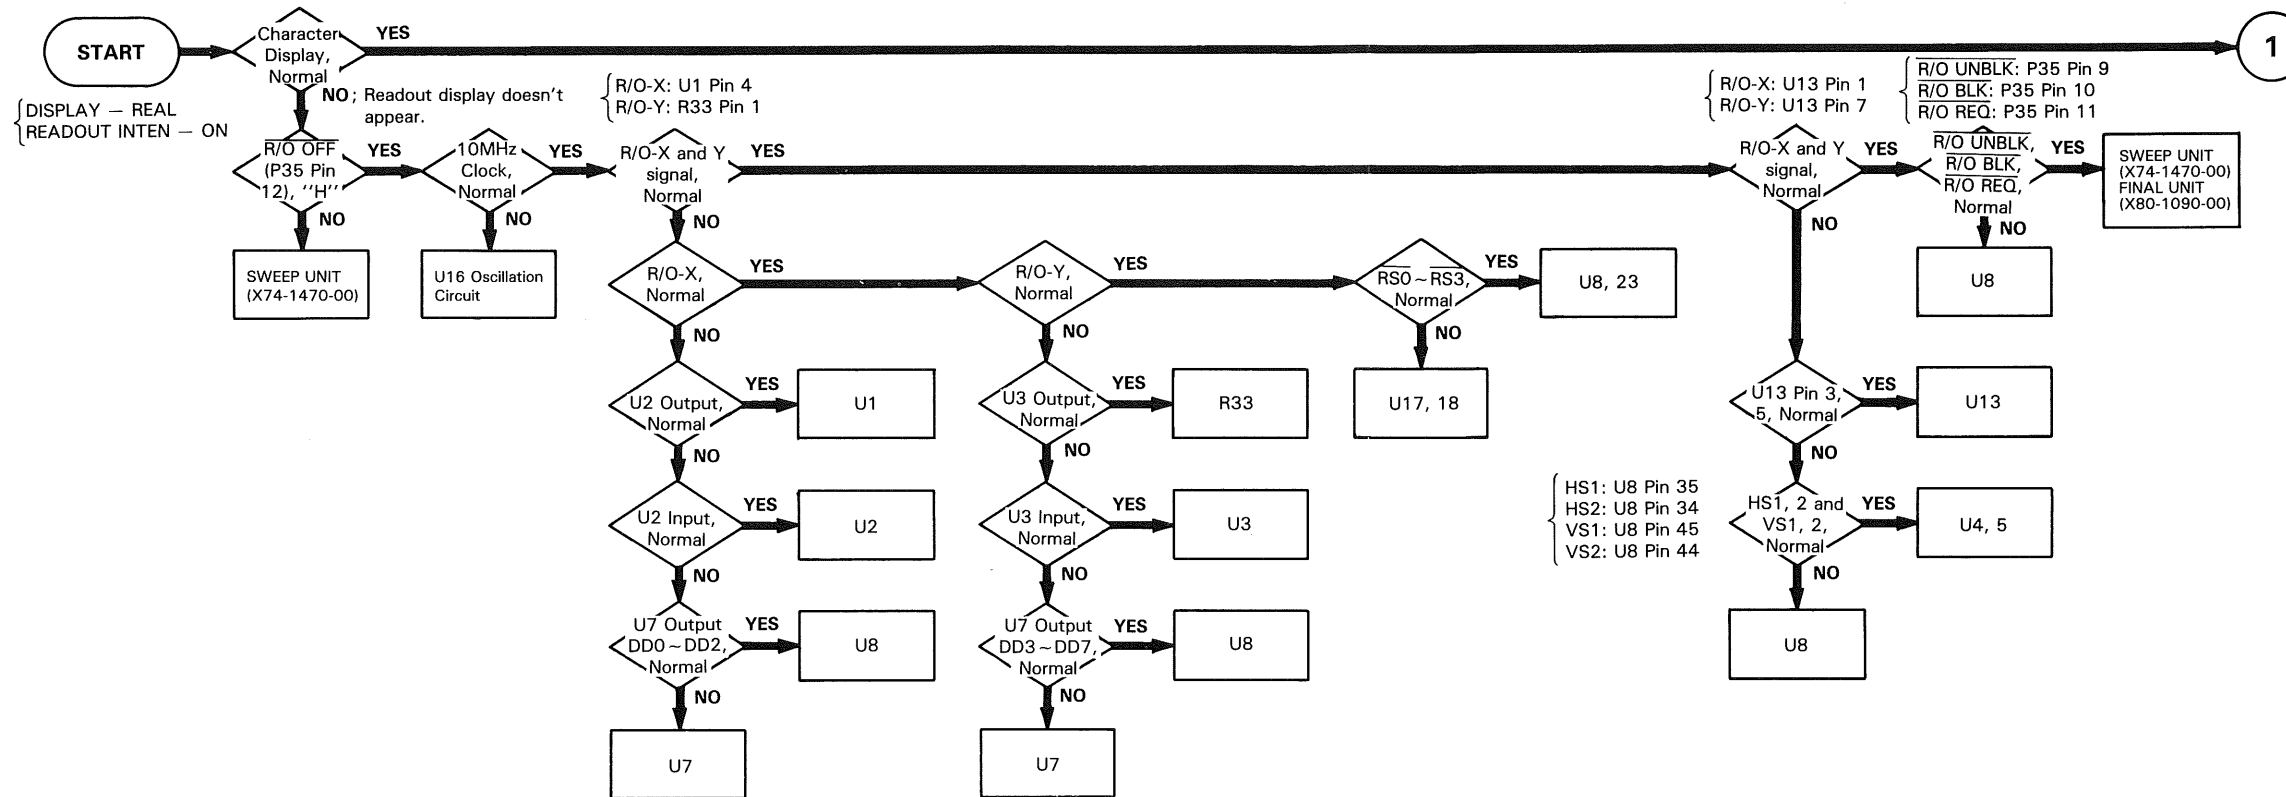 START
Character
Display,
Normal
YES
1
DISPLAY — REAL
READOUT INTEN — ON
NO; Readout display doesn't
appear.
R/O-X: U1 Pin 4
R/O-Y: R33 Pin 1
R/O-X: U13 Pin 1
R/O-Y: U13 Pin 7
R/O UNBLK: P35 Pin 9
R/O BLK: P35 Pin 10
R/O REQ: P35 Pin 11
R/O OFF
(P35 Pin
12), "H"
YES
NO
10MHz
Clock,
Normal
YES
NO
R/O-X and Y
signal,
Normal
YES
NO
R/O-X and Y
signal,
Normal
YES
NO
R/O UNBLK,
R/O BLK,
R/O REQ,
Normal
YES
NO
SWEEP UNIT
(X74-1470-00)
FINAL UNIT
(X80-1090-00)
SWEEP UNIT
(X74-1470-00)
U16 Oscillation
Circuit
R/O-X,
Normal
YES
NO
R/O-Y,
Normal
YES
NO
RS0~RS3,
Normal
YES
NO
U8, 23
U8
U2 Output,
Normal
YES
NO
U1
U3 Output,
Normal
YES
NO
R33
U17, 18
U13 Pin 3,
5, Normal
YES
NO
U13
U2 Input,
Normal
YES
NO
U2
U3 Input,
Normal
YES
NO
U3
HS1: U8 Pin 35
HS2: U8 Pin 34
VS1: U8 Pin 45
VS2: U8 Pin 44
HS1, 2 and
VS1, 2,
Normal
YES
NO
U4, 5
U7 Output
DD0~DD2,
Normal
YES
NO
U8
U7 Output
DD3~DD7,
Normal
YES
NO
U8
U8
U7
U7